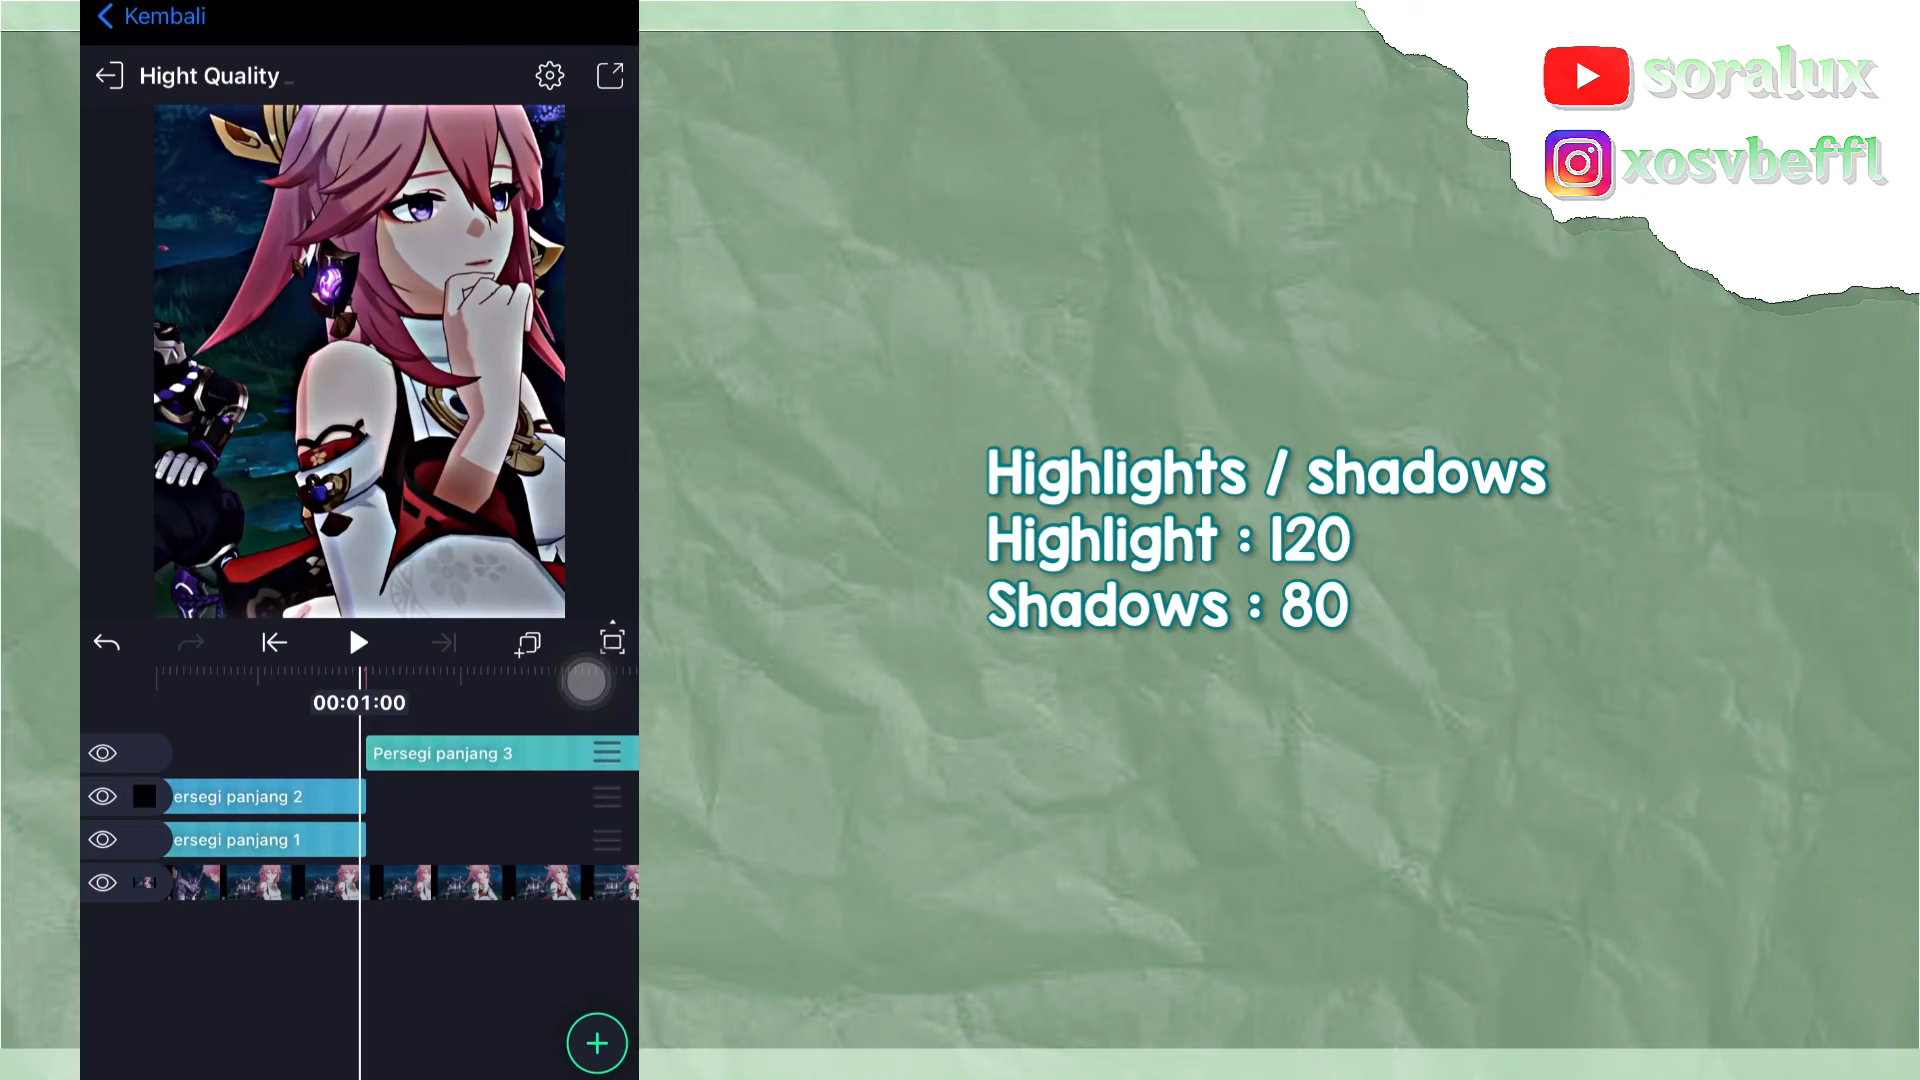 Kembali
Hight Quality_
00:01:00
Persegi panjang 3
ersegi panjang 2
ersegi panjang 1
Highlights / shadows
Highlight : 120
Shadows : 80
soralux
xosvbeffl